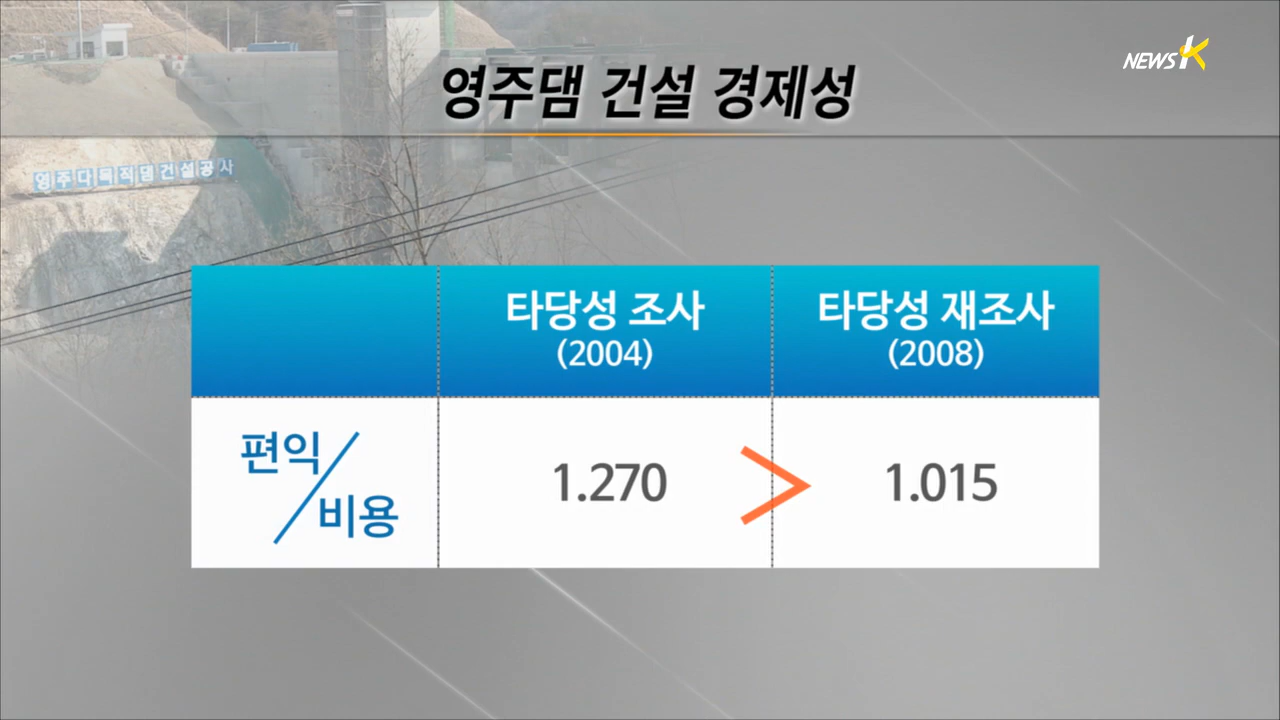 NEWS K
영주댐 건설 경제성
영주다목적댐건설공사
타당성 조사
(2004)
타당성 재조사
(2008)
편익/비용
1.270 > 1.015